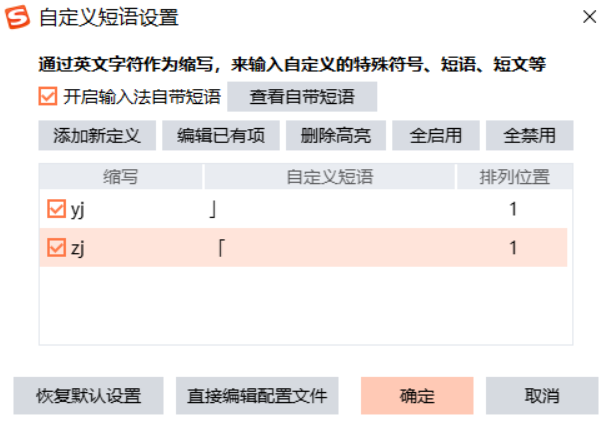 自定义短语设置
通过英文字符作为缩写，来输入自定义的特殊符号、短语、短文等
开启输入法自带短语 查看自带短语
添加新定义 编辑已有项 删除高亮 全启用 全禁用
缩写 自定义短语 排列位置
yj 」 1
zj 「 1
恢复默认设置 直接编辑配置文件 确定 取消